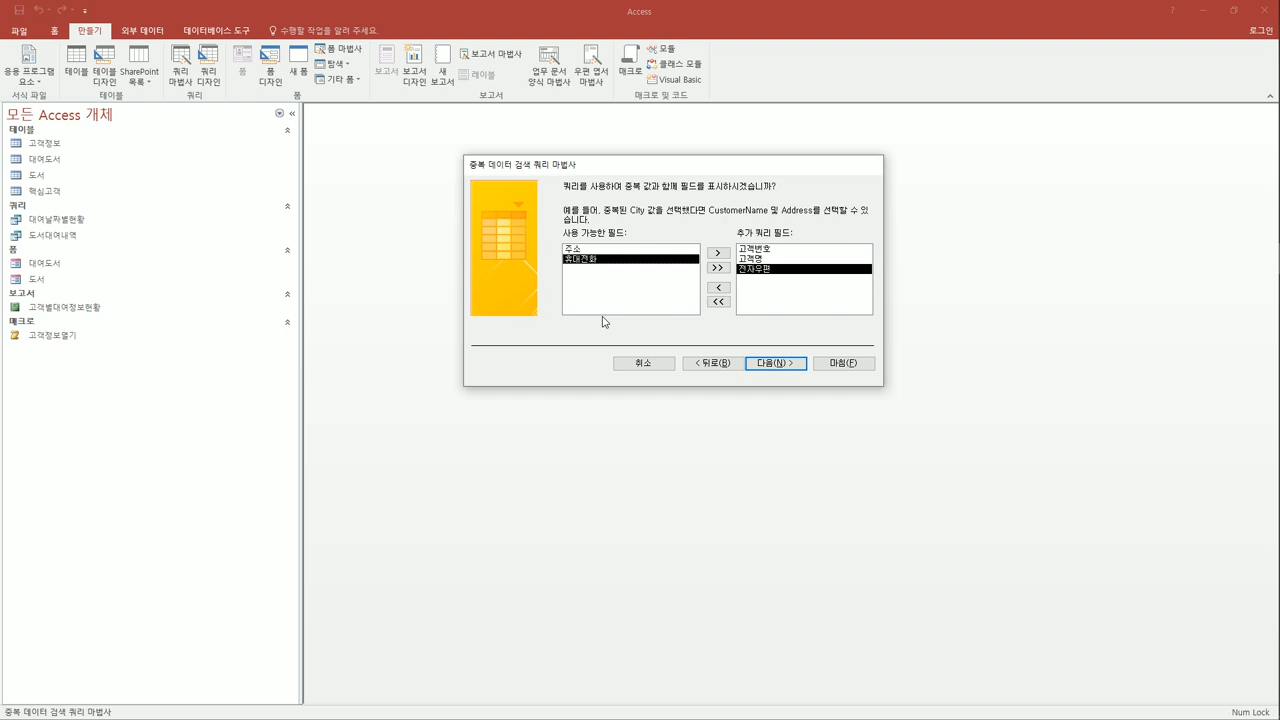 Access
?
파일 홈 만들기 외부 데이터 데이터베이스 도구 수행할 작업을 알려 주세요. 로그인
응용 프로그램 요소
서식 파일
테이블
테이블 디자인
SharePoint 목록
테이블
쿼리 마법사
쿼리 디자인
쿼리
폼
폼 디자인
새 폼
폼 마법사
탐색
기타 폼
폼
보고서
보고서 디자인
새 보고서
보고서 마법사
레이블
업무 문서 양식 마법사
우편 엽서 마법사
보고서
매크로
모듈
클래스 모듈
Visual Basic
매크로 및 코드
모든 Access 개체
테이블
고객정보
대여도서
도서
핵심고객
쿼리
대여날짜별현황
도서대여내역
폼
대여도서
도서
보고서
고객별대여정보현황
매크로
고객정보열기
중복 데이터 검색 쿼리 마법사
쿼리를 사용하여 중복 값과 함께 필드를 표시하시겠습니까?
예를 들어, 중복된 City 값을 선택했다면 CustomerName 및 Address를 선택할 수 있
습니다.
사용 가능한 필드:
주소
휴대전화
>
>>
<
<<
추가 쿼리 필드:
고객번호
고객명
전자우편
취소 < 뒤로(B) 다음(N) > 마침(F)
중복 데이터 검색 쿼리 마법사 Num Lock